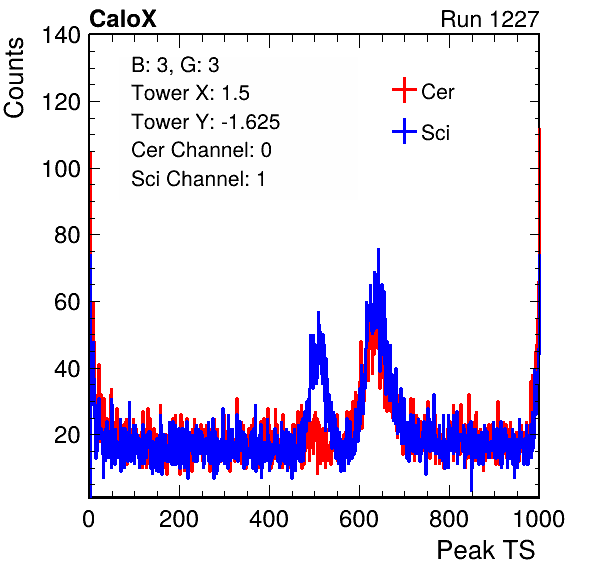 CaloX Run 1227
Counts
140
120
100
80
60
40
20
B: 3, G: 3
Tower X: 1.5
Tower Y: -1.625
Cer Channel: 0
Sci Channel: 1
Cer
Sci
0 200 400 600 800 1000
Peak TS